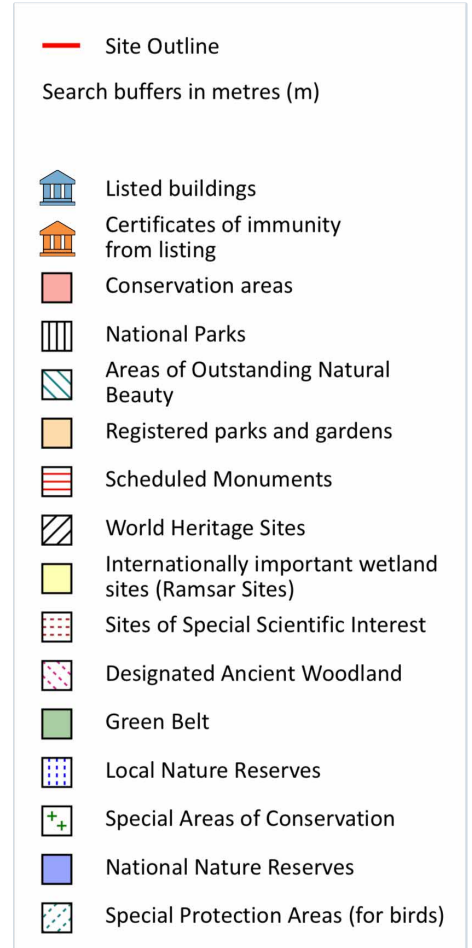 Site Outline
Search buffers in metres (m)
Listed buildings
Certificates of immunity
from listing
Conservation areas
National Parks
Areas of Outstanding Natural
Beauty
Registered parks and gardens
Scheduled Monuments
World Heritage Sites
Internationally important wetland
sites (Ramsar Sites)
Sites of Special Scientific Interest
Designated Ancient Woodland
Green Belt
Local Nature Reserves
Special Areas of Conservation
National Nature Reserves
Special Protection Areas (for birds)